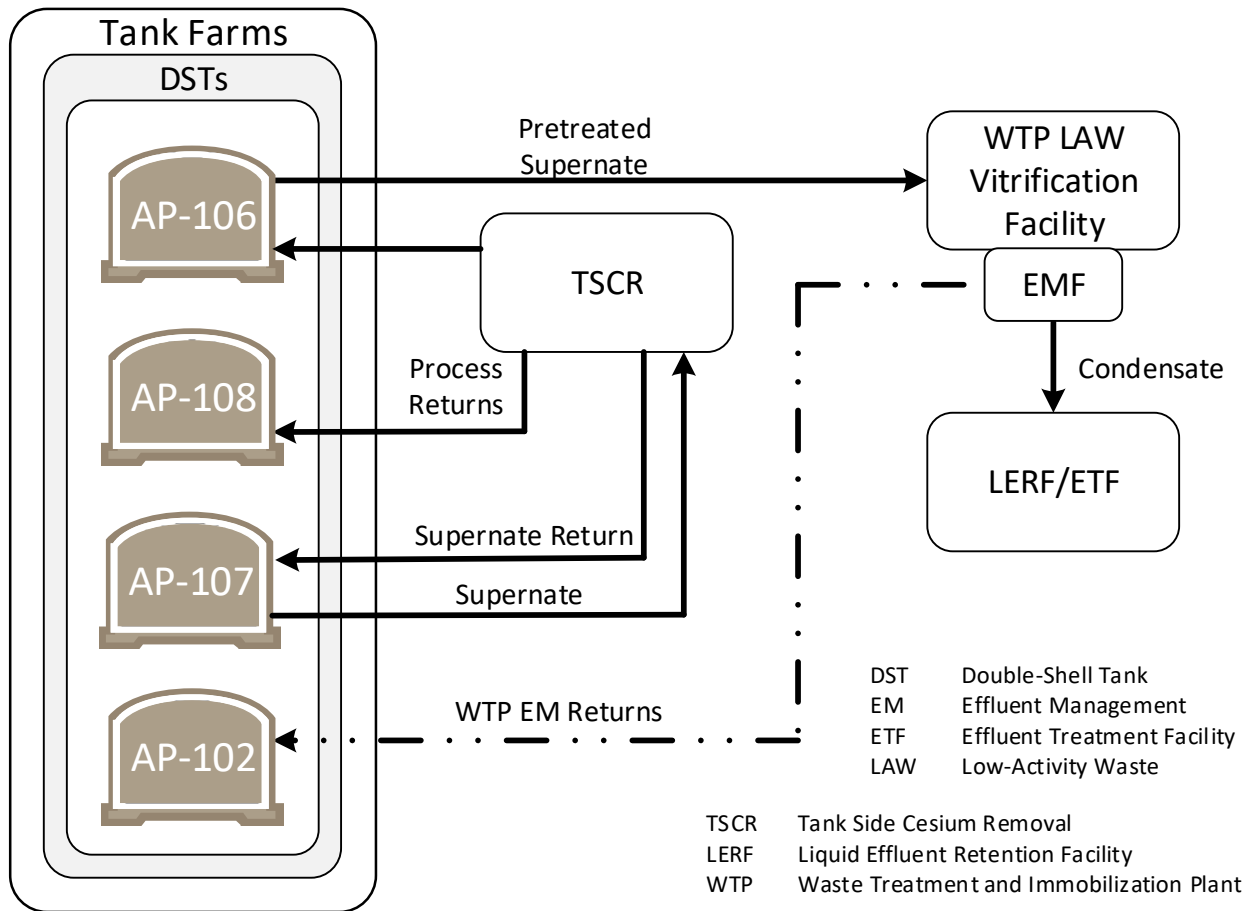 Tank Farms
DSTs
AP-106
AP-108
AP-107
AP-102
Pretreated
Supernate
TSCR
Process
Returns
Supernate Return
Supernate
WTP EM Returns
WTP LAW
Vitrification
Facility
EMF
Condensate
LERF/ETF
DST Double-Shell Tank
EM Effluent Management
ETF Effluent Treatment Facility
LAW Low-Activity Waste
TSCR Tank Side Cesium Removal
LERF Liquid Effluent Retention Facility
WTP Waste Treatment and Immobilization Plant